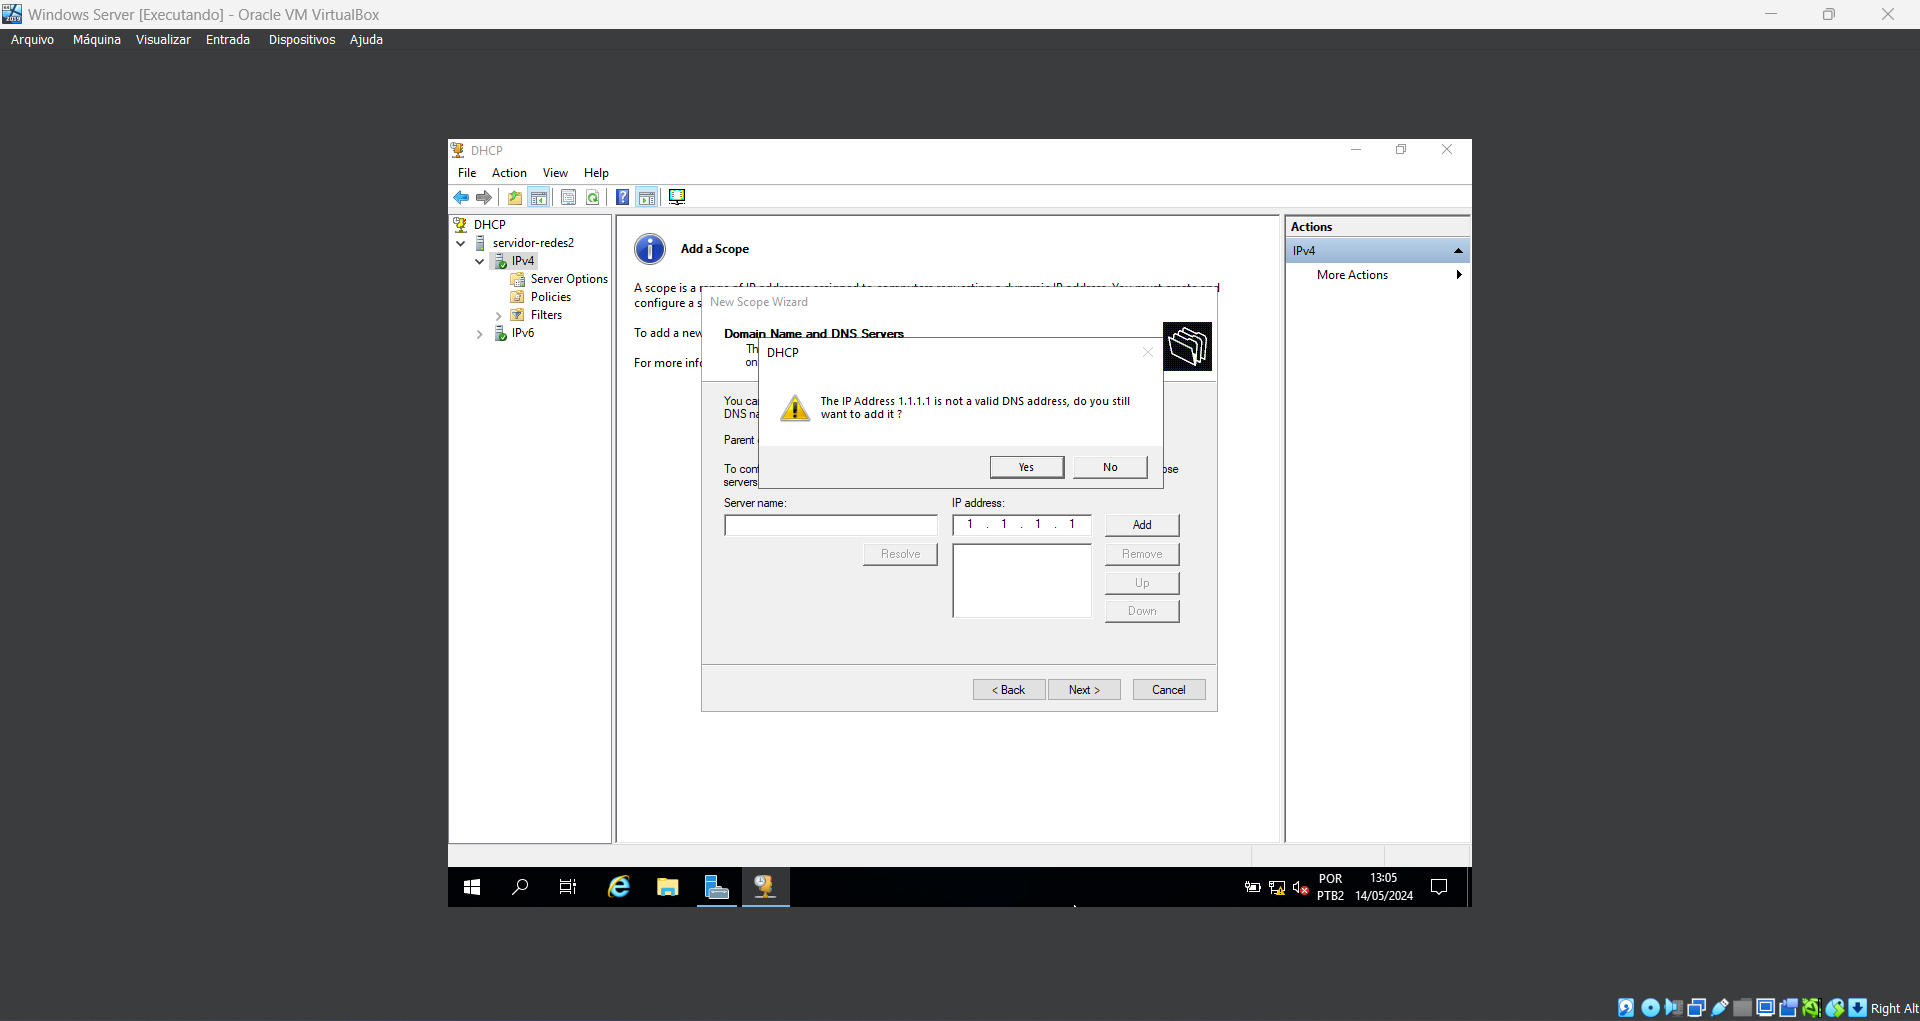 Windows Server [Executando] - Oracle VM VirtualBox
Arquivo Máquina Visualizar Entrada Dispositivos Ajuda
DHCP
File Action View Help
DHCP
servidor-redes2
IPv4
Server Options
Policies
Filters
IPv6
Add a Scope
A scope is a
configure a s
To add a new
For more info
New Scope Wizard
Domain Name and DNS Servers
Th
on
DHCP
The IP Address 1.1.1.1 is not a valid DNS address, do you still
want to add it ?
Yes No
You ca
DNS na
Parent
To con
servers
Server name: IP address:
1 . 1 . 1 . 1 Add
Resolve Remove
Up
Down
< Back Next > Cancel
Actions
IPv4
More Actions
POR
PTB2
13:05
14/05/2024
Right Alt